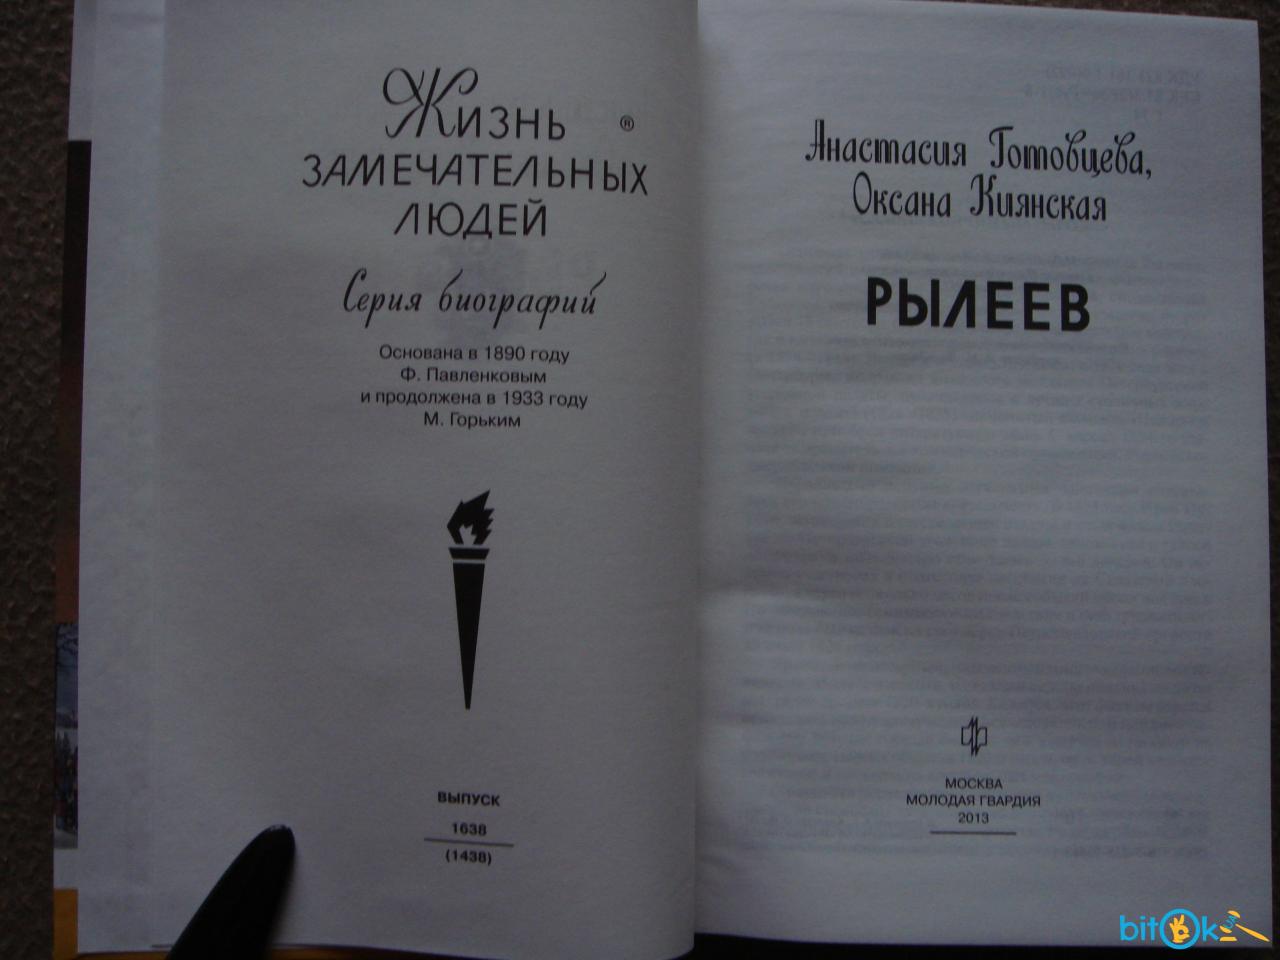 Жизнь ®
ЗАМЕЧАТЕЛЬНЫХ
ЛЮДЕЙ
Серия биографий
Основана в 1890 году
Ф. Павленковым
и продолжена в 1933 году
М. Горьким
ВЫПУСК
1638
(1438)
Анастасия Готовцева,
Оксана Киянская
РЫЛЕЕВ
МОСКВА
МОЛОДАЯ ГВАРДИЯ
2013
bitOk